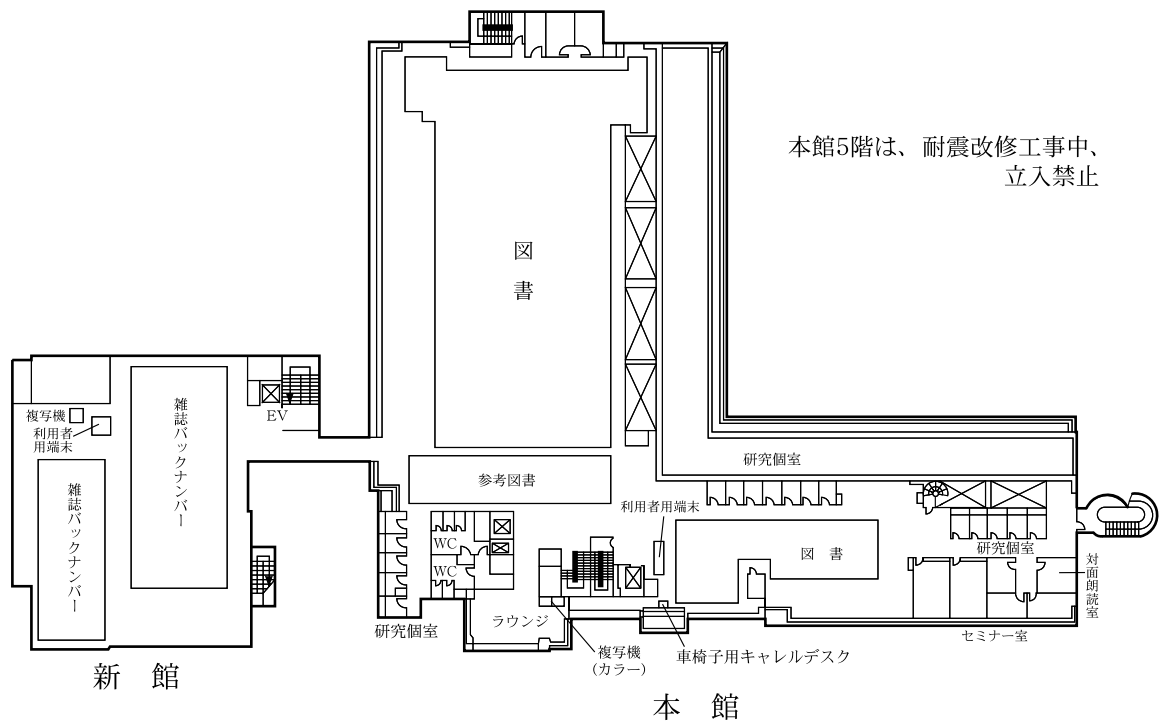 本館5階は、耐震改修工事中、
立入禁止
図
書
複写機
利用者
用端末
EV
雑誌バックナンバー
雑誌バックナンバー
参考図書
研究個室
利用者用端末
WC
WC
図 書
研究個室
対面朗読室
研究個室
ラウンジ
セミナー室
複写機
(カラー)
車椅子用キャレルデスク
新 館
本 館